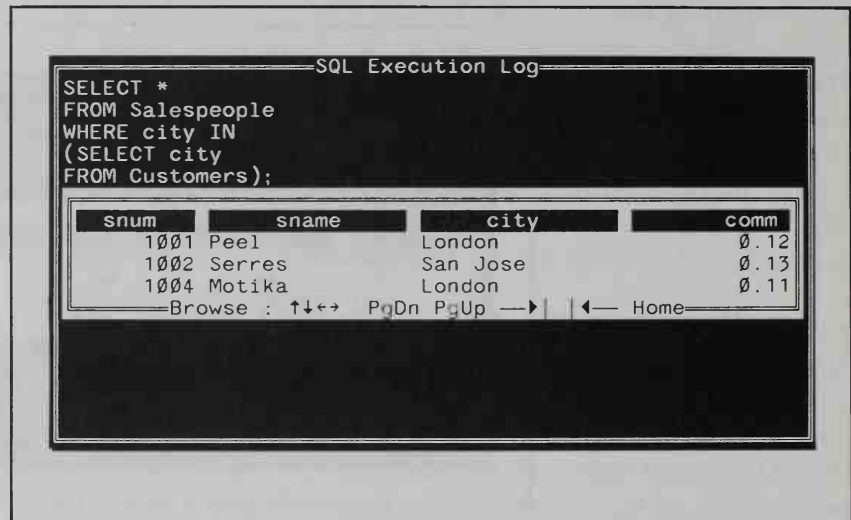 SQL Execution Log
SELECT *
FROM Salespeople
WHERE city IN
(SELECT city
FROM Customers);
snum sname city comm
1001 Peel London 0.12
1002 Serres San Jose 0.13
1004 Motika London 0.11
Browse : ↑↓←→ PgDn PgUp —▶| |◀— Home